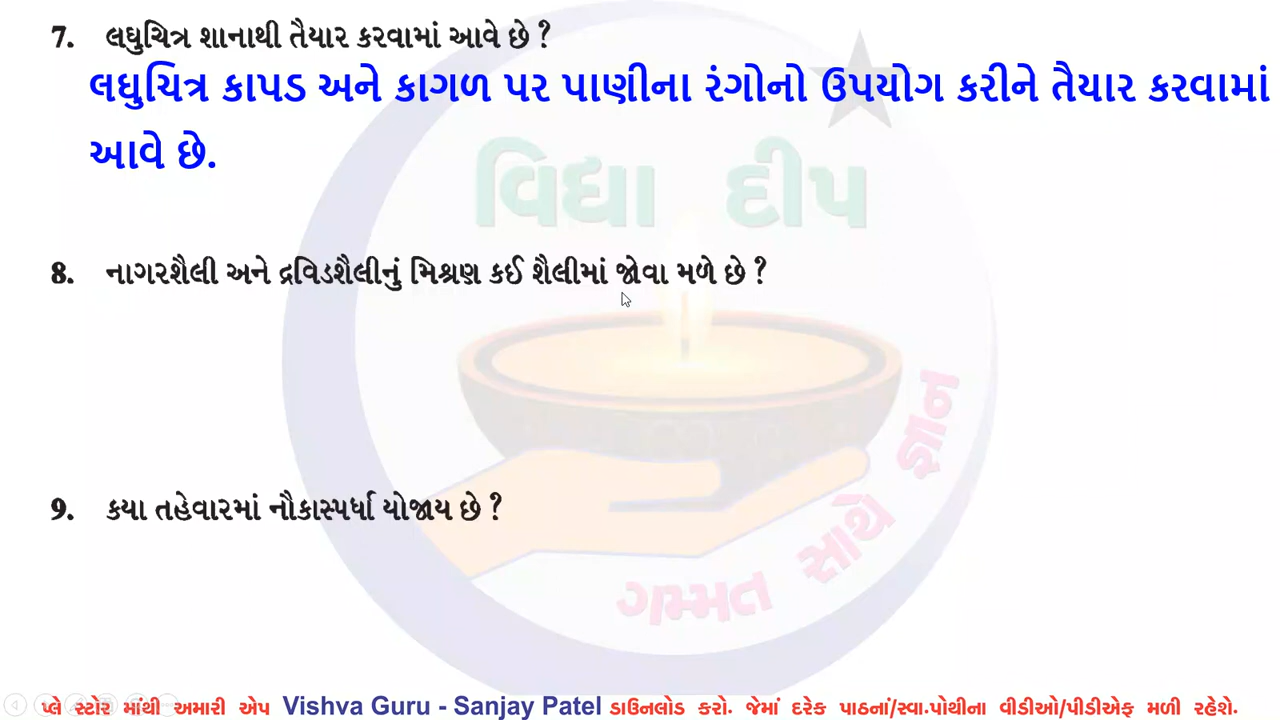 7. લઘુચિત્ર શાનાથી તૈયાર કરવામાં આવે છે ?
લઘુચિત્ર કાપડ અને કાગળ પર પાણીના રંગોનો ઉપયોગ કરીને તૈયાર કરવામાં
આવે છે.
વિદ્યા દીપ
8. નાગરશૈલી અને દ્રવિડશૈલીનું મિશ્રણ કઈ શૈલીમાં જોવા મળે છે ?
9. કયા તહેવારમાં નૌકાસ્પર્ધા યોજાય છે ?
ગમ્મત સાથે જ્ઞાન
પ્લે સ્ટોર માંથી અમારી એપ Vishva Guru - Sanjay Patel ડાઉનલોડ કરો. જેમાં દરેક પાઠનાં/સ્વા.પોથીના વીડીઓ/પીડીએફ મળી રહેશે.